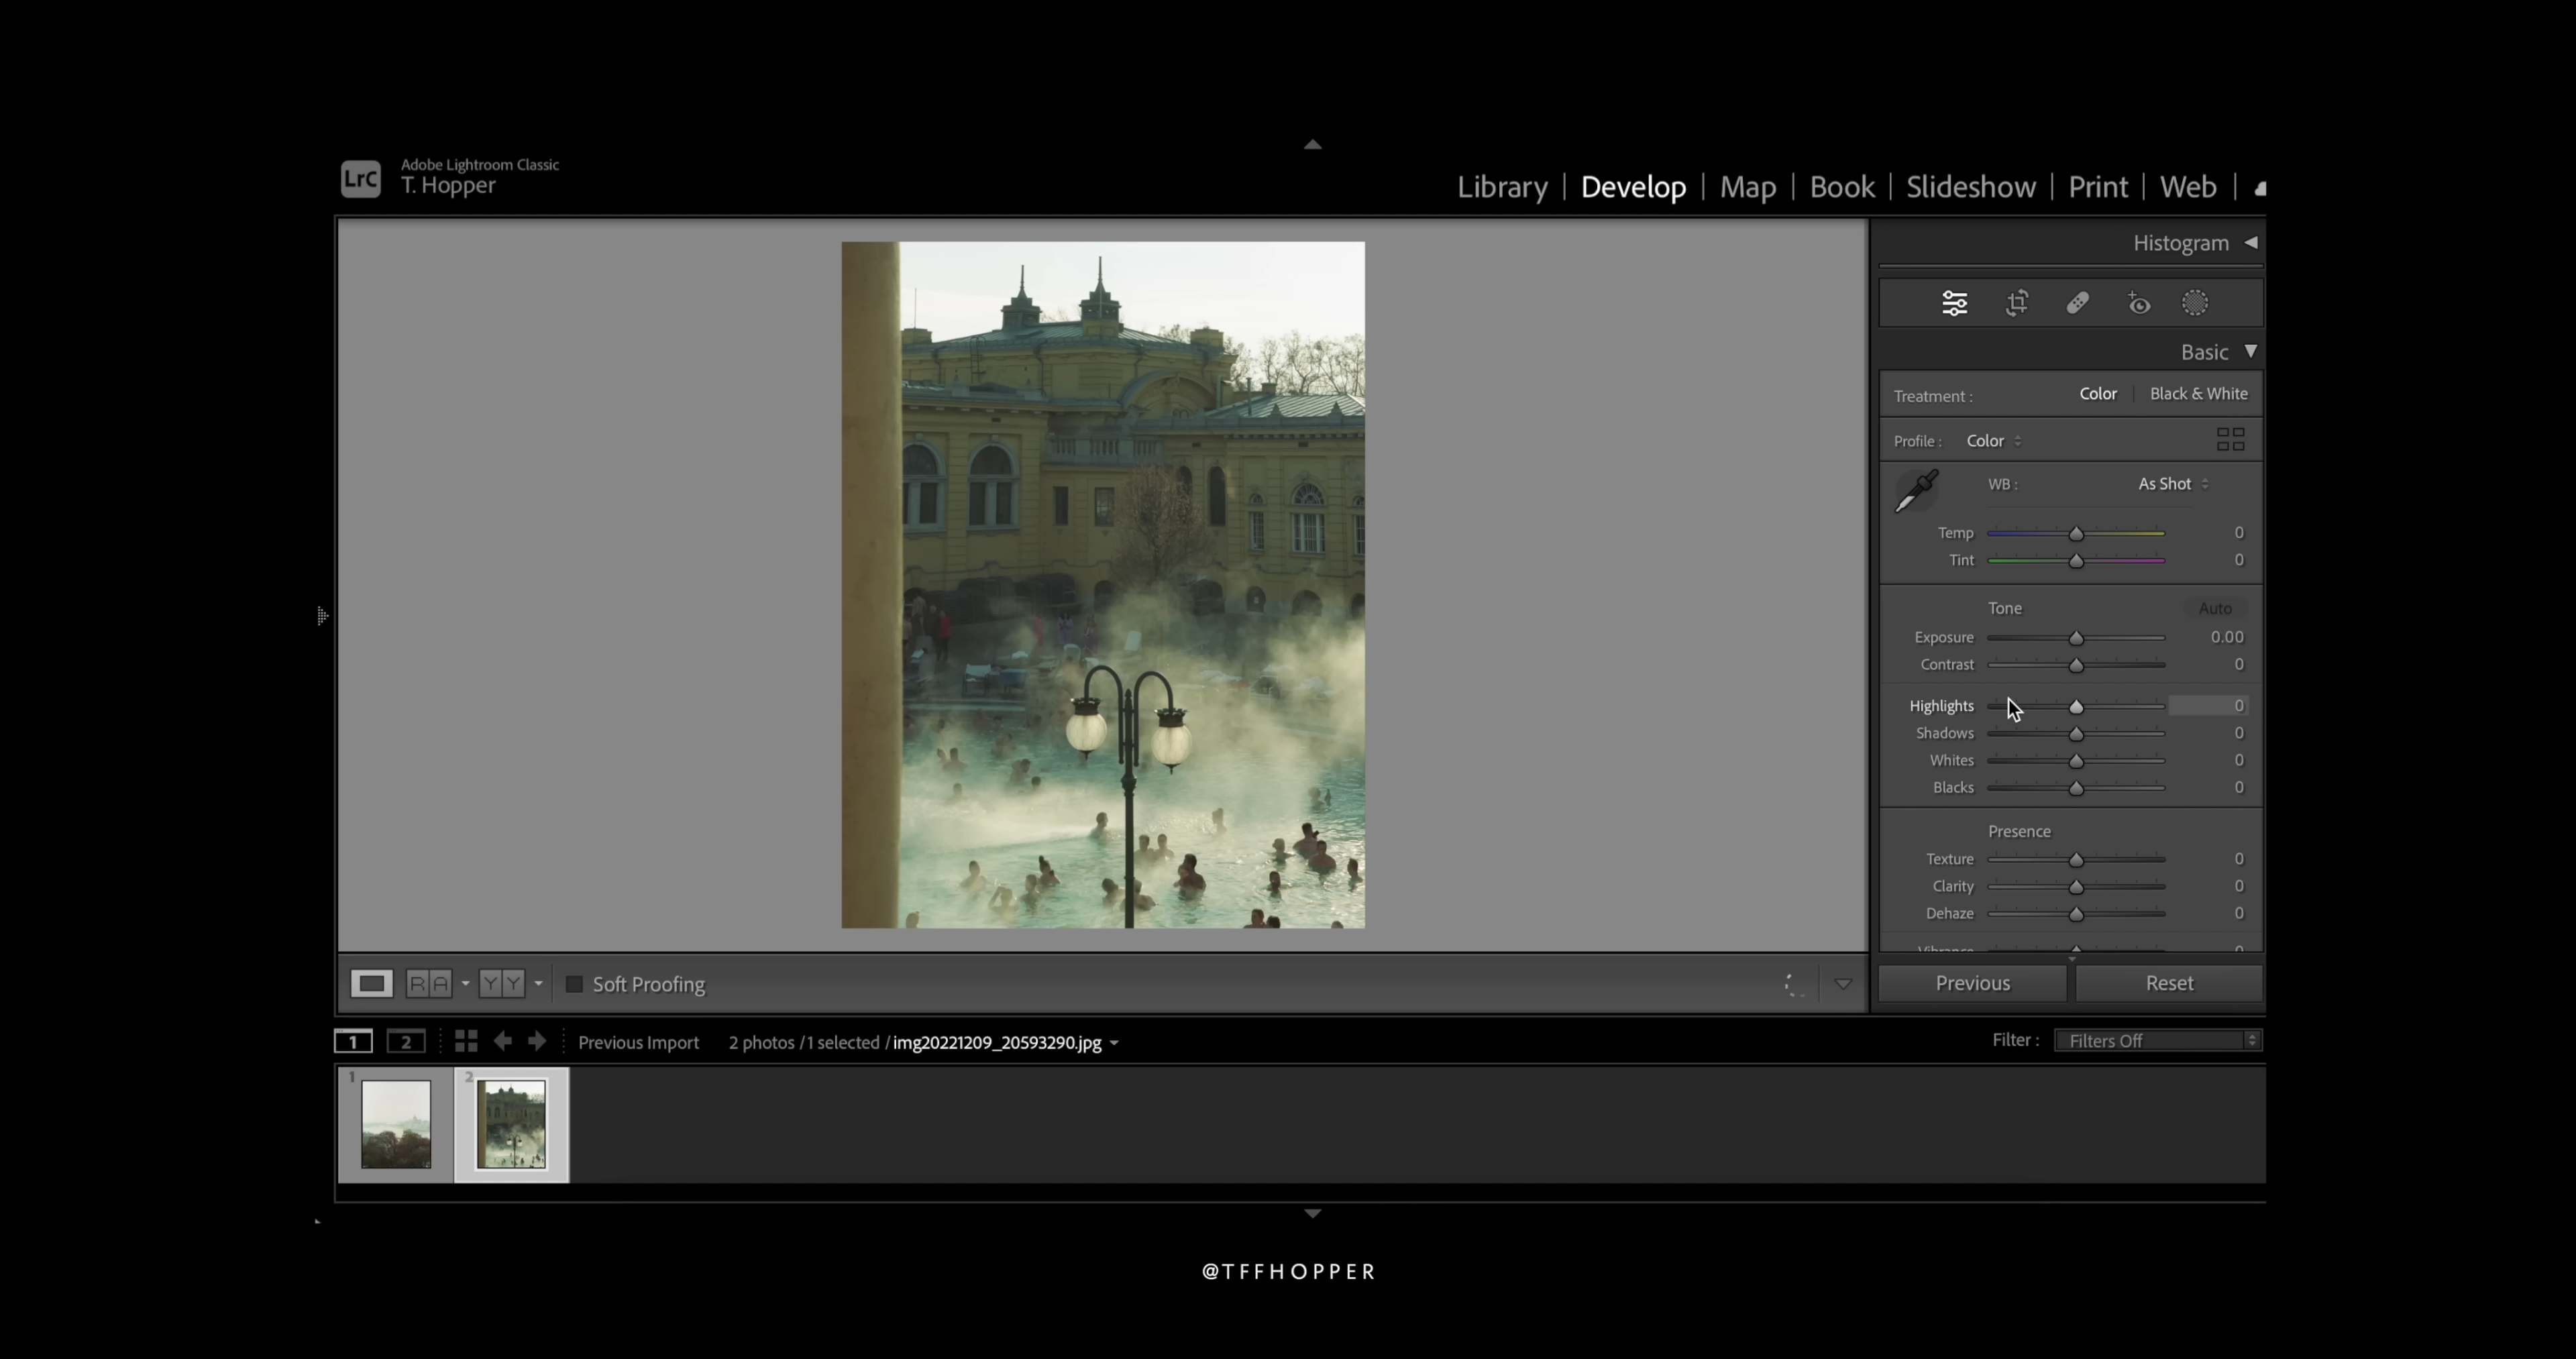 LrC
Adobe Lightroom Classic
T. Hopper
Library | Develop | Map | Book | Slideshow | Print | Web |
Histogram
Basic
Treatment : Color | Black & White
Profile : Color
WB : As Shot
Temp 0
Tint 0
Tone Auto
Exposure 0.00
Contrast 0
Highlights 0
Shadows 0
Whites 0
Blacks 0
Presence
Texture 0
Clarity 0
Dehaze 0
Vibrance 0
R A Y Y Soft Proofing
Previous Reset
1 2 Previous Import 2 photos / 1 selected / img20221209_20593290.jpg
Filter : Filters Off
1 2
@TFFHOPPER